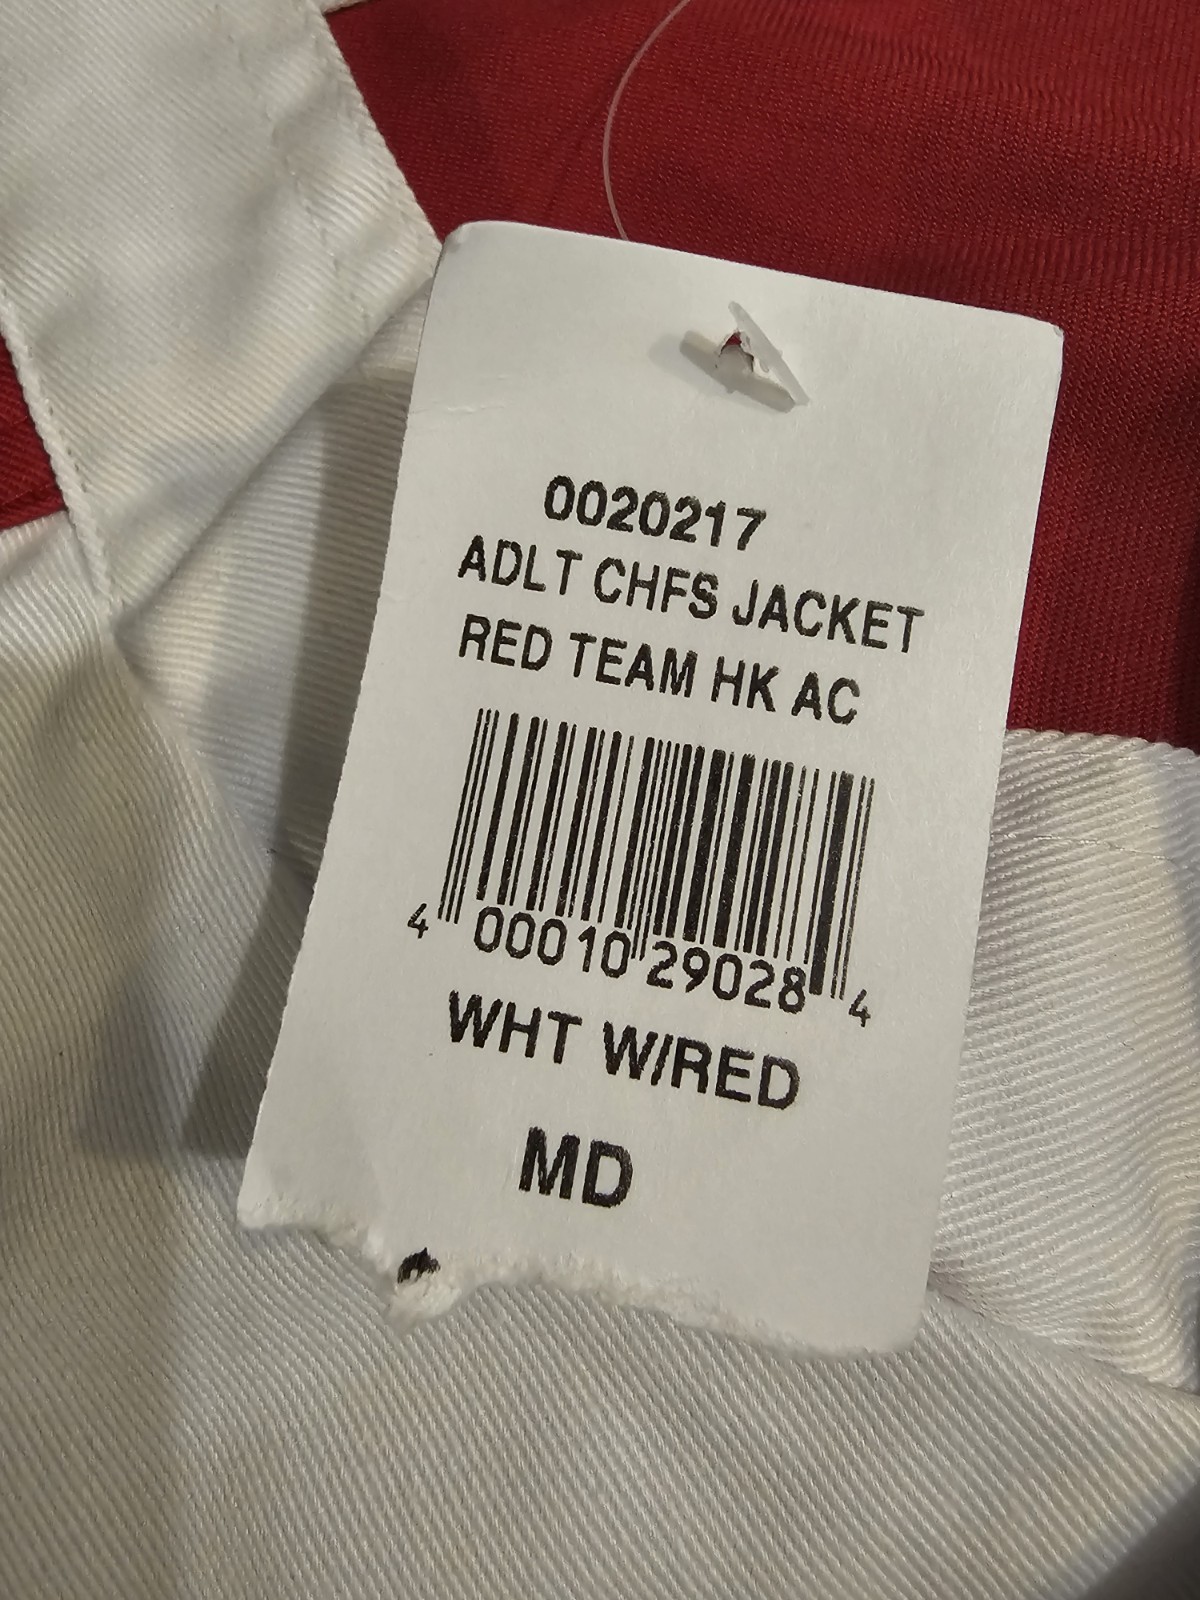 0020217
ADLT CHFS JACKET
RED TEAM HK AC
4 00010 29028 4
WHT W/RED
MD